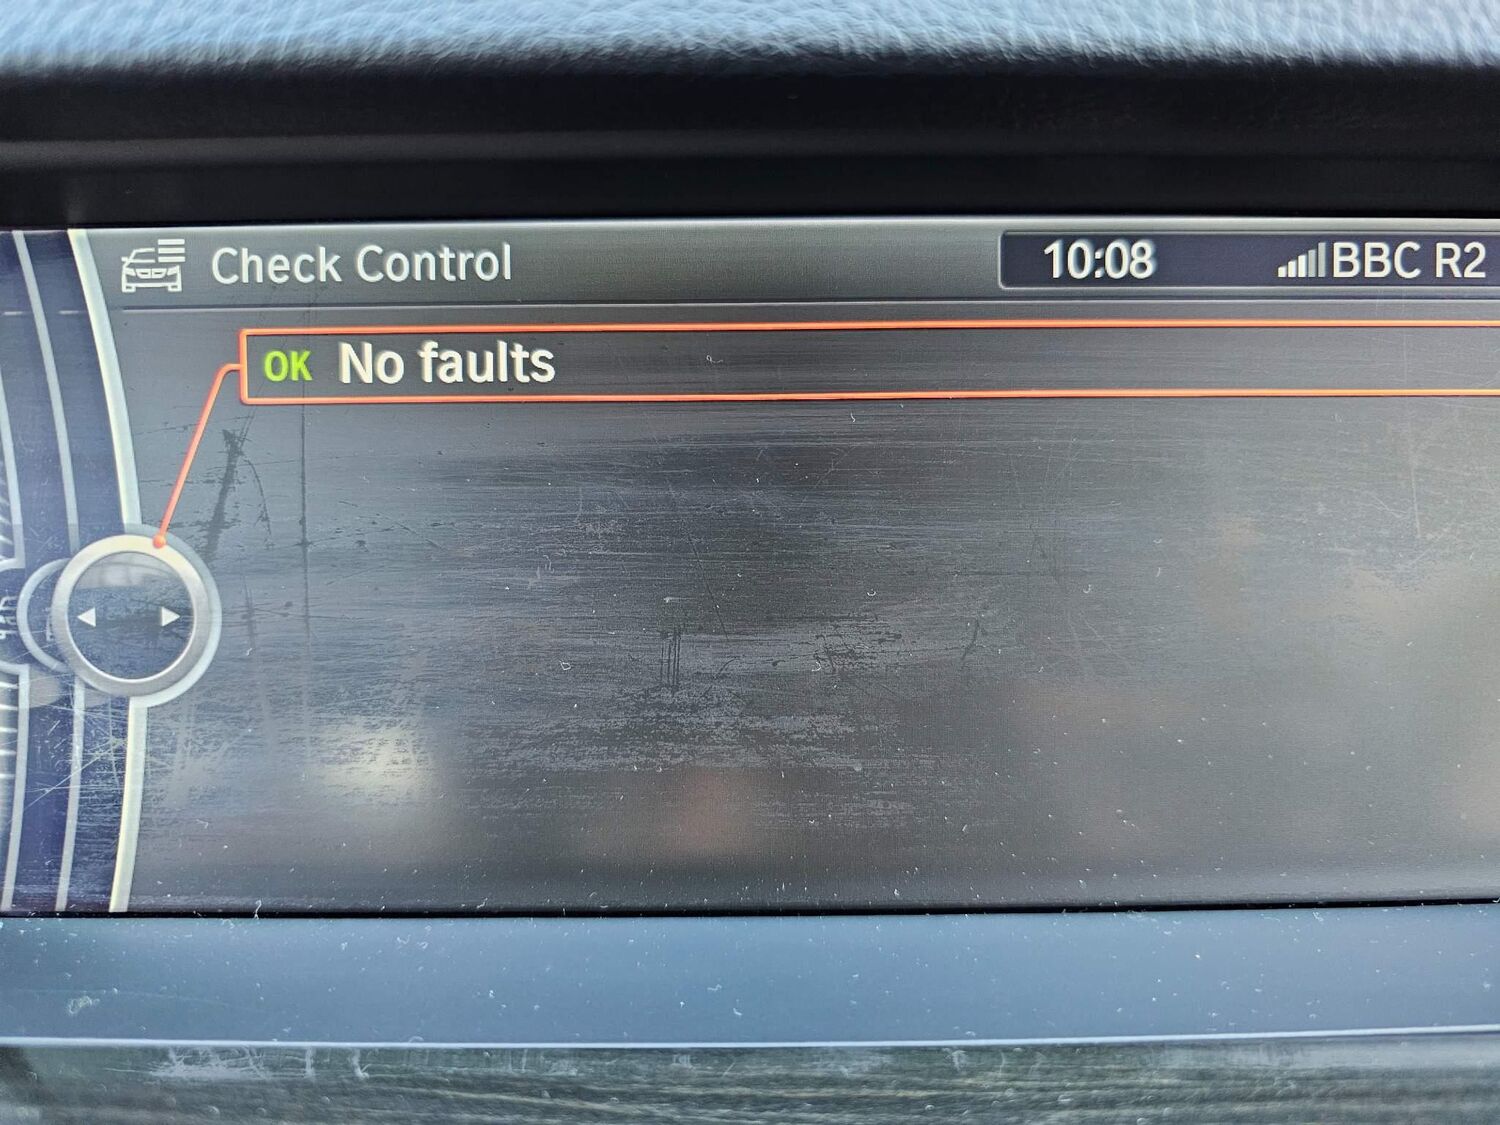 Check Control
10:08
BBC R2
OK No faults